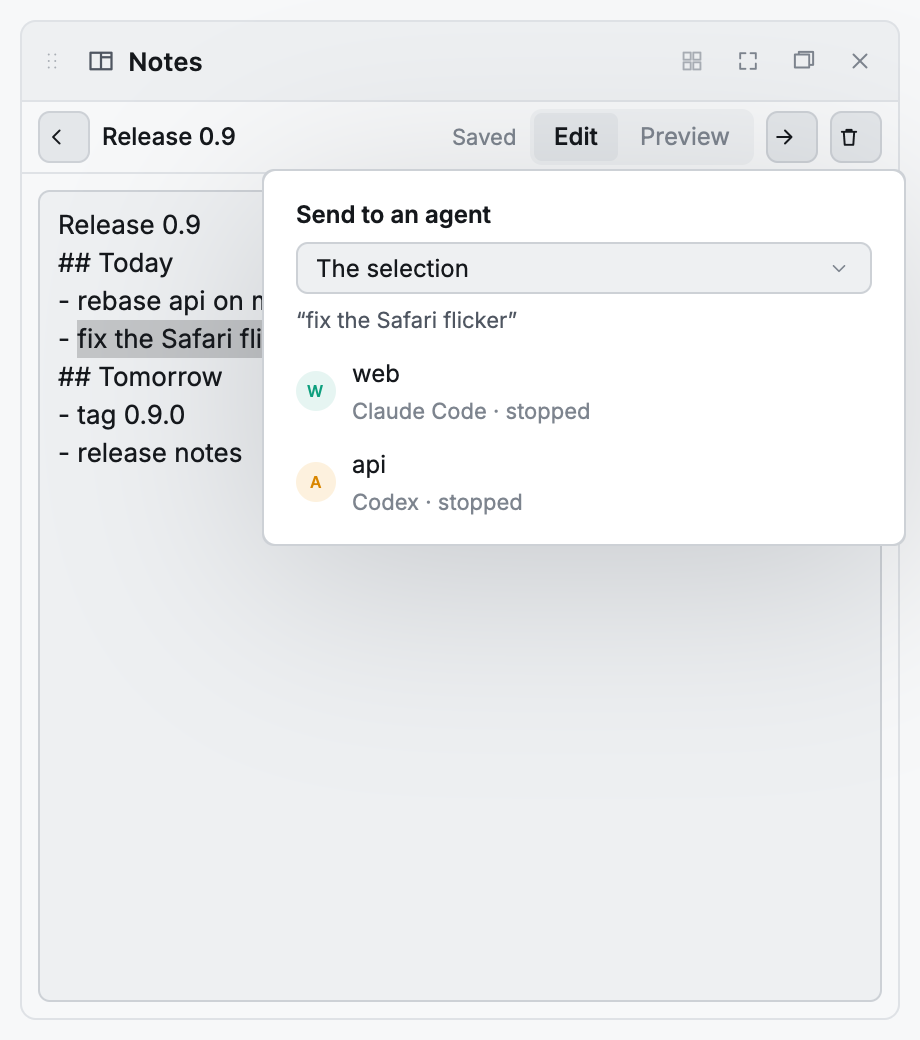 Notes
Release 0.9
Saved
Edit
Preview
Release 0.9
## Today
- rebase api on
- fix the Safari
## Tomorrow
- tag 0.9.0
- release notes
Send to an agent
The selection
“fix the Safari flicker”
W
web
Claude Code · stopped
A
api
Codex · stopped